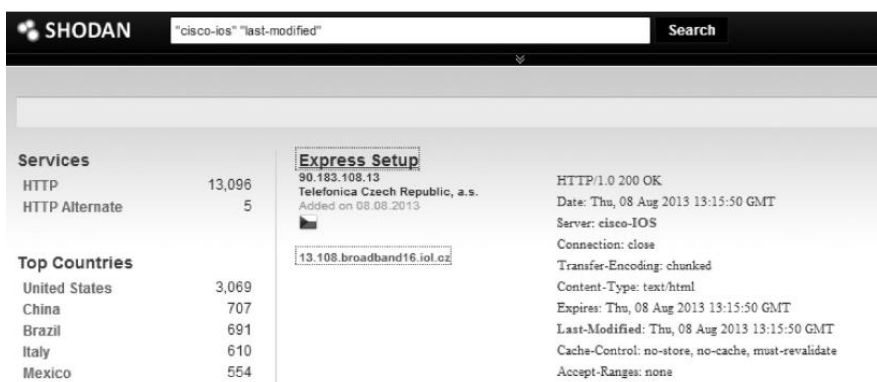 SHODAN "cisco-ios" "last-modified" Search
Services
HTTP 13,096
HTTP Alternate 5
Top Countries
United States 3,069
China 707
Brazil 691
Italy 610
Mexico 554
Express Setup
90.183.108.13
Telefonica Czech Republic, a.s.
Added on 08.08.2013
13.108.broadband16.iol.cz
HTTP/1.0 200 OK
Date: Thu, 08 Aug 2013 13:15:50 GMT
Server: cisco-IOS
Connection: close
Transfer-Encoding: chunked
Content-Type: text/html
Expires: Thu, 08 Aug 2013 13:15:50 GMT
Last-Modified: Thu, 08 Aug 2013 13:15:50 GMT
Cache-Control: no-store, no-cache, must-revalidate
Accept-Ranges: none